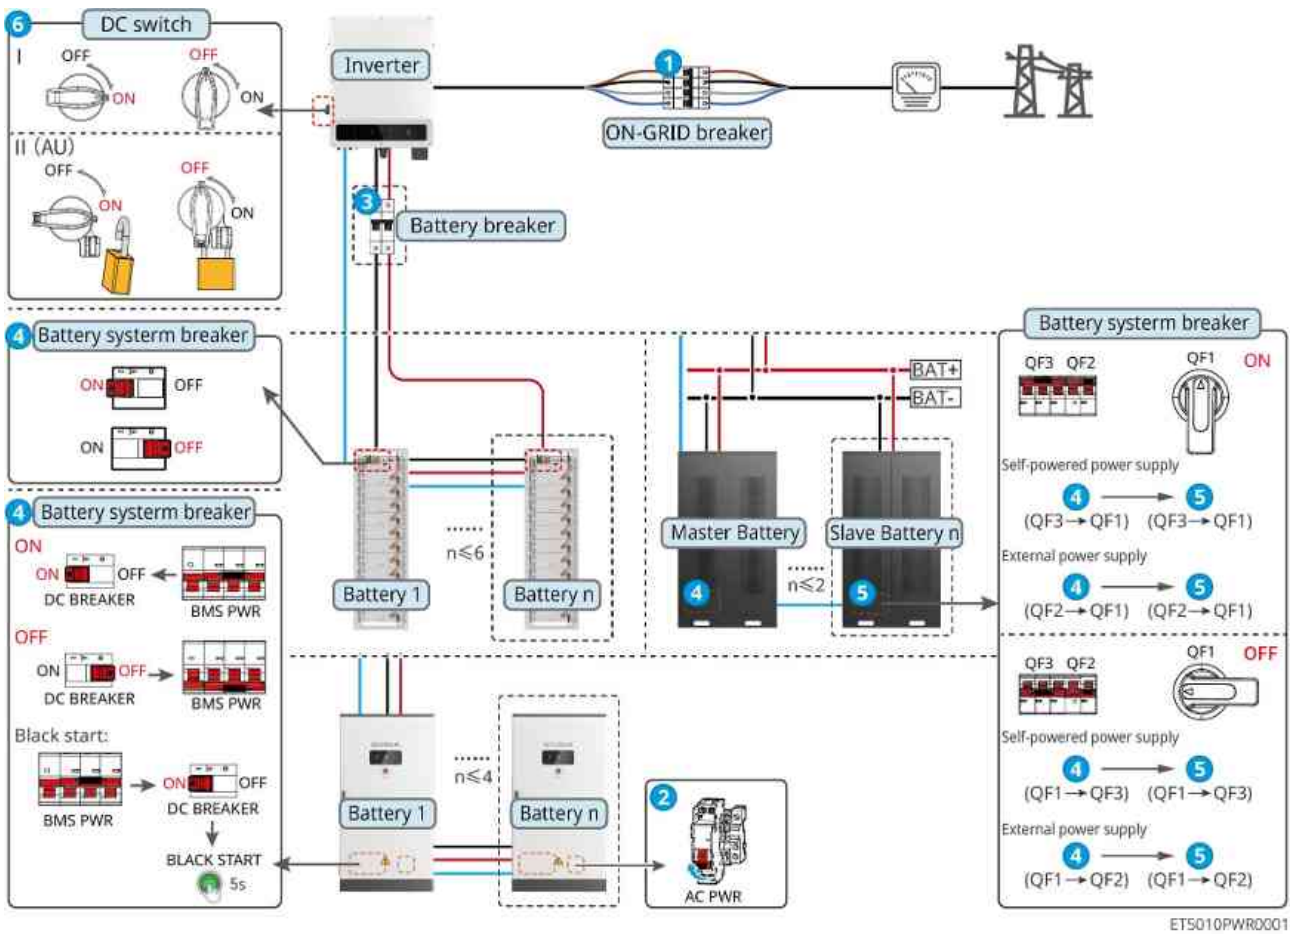 6 DC switch
I
OFF
ON
OFF
ON
II (AU)
OFF
ON
OFF
ON
Inverter
1
ON-GRID breaker
3
Battery breaker
4 Battery systerm breaker
ON
OFF
ON
OFF
4 Battery systerm breaker
ON
ON
OFF
DC BREAKER
BMS PWR
OFF
ON
OFF
DC BREAKER
BMS PWR
Black start:
BMS PWR
ON
OFF
DC BREAKER
BLACK START
5s
Battery 1
......
n≤6
Battery n
BAT+
BAT-
Master Battery
4
......
n≤2
Slave Battery n
5
Battery 1
......
n≤4
Battery n
2
AC PWR
Battery systerm breaker
QF3 QF2
QF1
ON
Self-powered power supply
4 → 5
(QF3→QF1) (QF3→QF1)
External power supply
4 → 5
(QF2→QF1) (QF2→QF1)
QF3 QF2
QF1
OFF
Self-powered power supply
4 → 5
(QF1→QF3) (QF1→QF3)
External power supply
4 → 5
(QF1→QF2) (QF1→QF2)
ET5010PWR0001